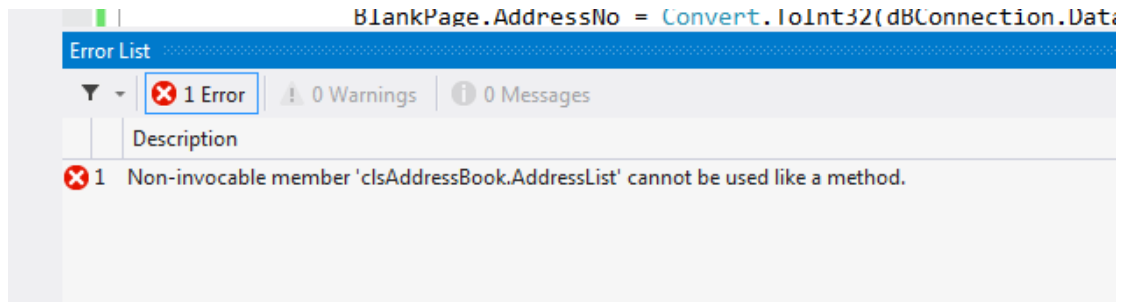 BlankPage.AddressNo = Convert.ToInt32(dBConnection.Data
Error List
1 Error 0 Warnings 0 Messages
Description
1 Non-invocable member 'clsAddressBook.AddressList' cannot be used like a method.